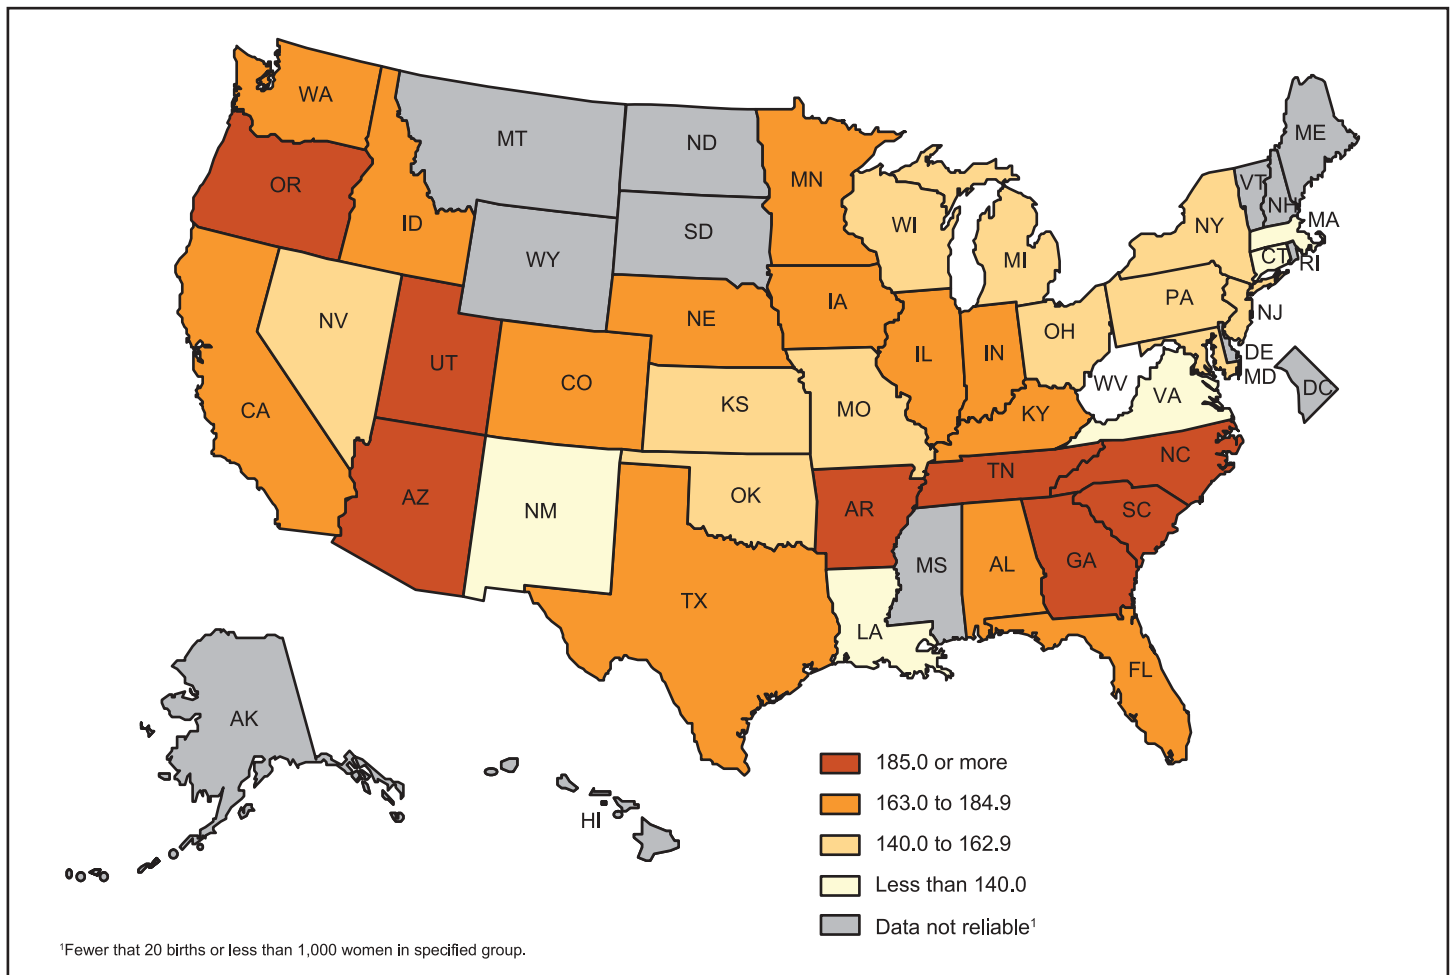 WA
MT
ND
MN
ME
VT
NH
MA
OR
ID
SD
WI
NY
CT
RI
WY
MI
PA
NJ
NV
NE
IA
OH
DE
MD
UT
CO
IL
IN
WV
VA
DC
CA
KS
MO
KY
AZ
NM
OK
AR
TN
NC
SC
MS
AL
GA
TX
LA
FL
AK
HI
185.0 or more
163.0 to 184.9
140.0 to 162.9
Less than 140.0
Data not reliable¹
¹Fewer that 20 births or less than 1,000 women in specified group.